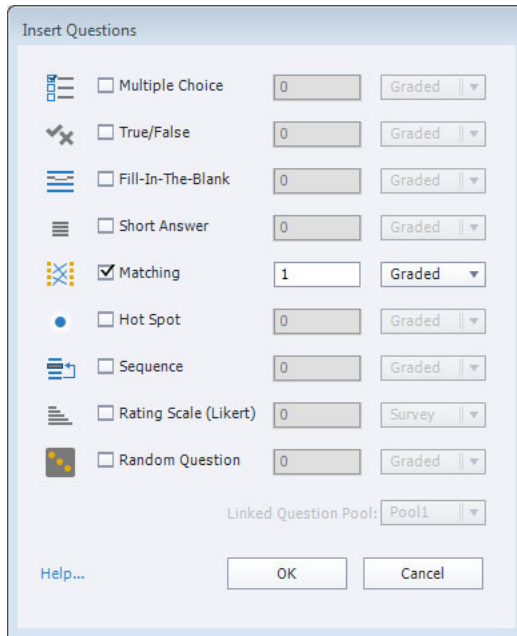 Insert Questions
Multiple Choice 0 Graded
True/False 0 Graded
Fill-In-The-Blank 0 Graded
Short Answer 0 Graded
Matching 1 Graded
Hot Spot 0 Graded
Sequence 0 Graded
Rating Scale (Likert) 0 Survey
Random Question 0 Graded
Linked Question Pool: Pool1
Help... OK Cancel